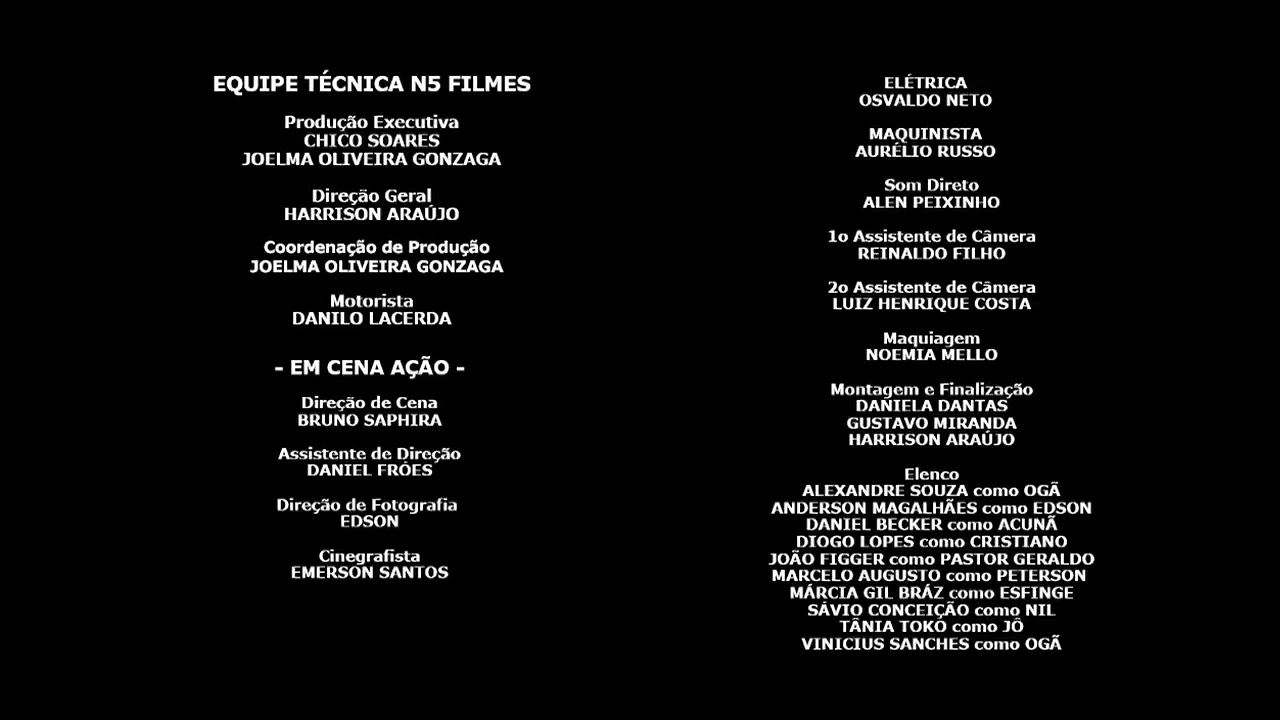 EQUIPE TÉCNICA N5 FILMES
Produção Executiva
CHICO SOARES
JOELMA OLIVEIRA GONZAGA
Direção Geral
HARRISON ARAÚJO
Coordenação de Produção
JOELMA OLIVEIRA GONZAGA
Motorista
DANILO LACERDA
- EM CENA AÇÃO -
Direção de Cena
BRUNO SAPHIRA
Assistente de Direção
DANIEL FRÓES
Direção de Fotografia
EDSON
Cinegrafista
EMERSON SANTOS
ELÉTRICA
OSVALDO NETO
MAQUINISTA
AURÉLIO RUSSO
Som Direto
ALEN PEIXINHO
1o Assistente de Câmera
REINALDO FILHO
2o Assistente de Câmera
LUIZ HENRIQUE COSTA
Maquiagem
NOEMIA MELLO
Montagem e Finalização
DANIELA DANTAS
GUSTAVO MIRANDA
HARRISON ARAÚJO
Elenco
ALEXANDRE SOUZA como OGÃ
ANDERSON MAGALHÃES como EDSON
DANIEL BECKER como ACUNÃ
DIOGO LOPES como CRISTIANO
JOÃO FIGGER como PASTOR GERALDO
MARCELO AUGUSTO como PETERSON
MÁRCIA GIL BRÁZ como ESFINGE
SÁVIO CONCEIÇÃO como NIL
TÂNIA TOKO como JÔ
VINICIUS SANCHES como OGÃ